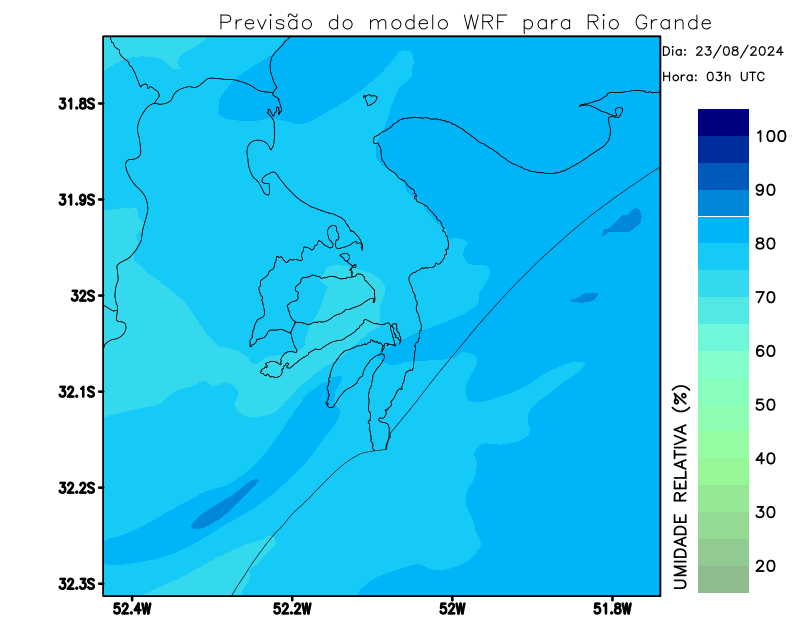 Previsão do modelo WRF para Rio Grande
Dia: 23/08/2024
Hora: 03h UTC
31.8S
31.9S
32S
32.1S
32.2S
32.3S
52.4W
52.2W
52W
51.8W
100
90
80
70
60
50
40
30
20
UMIDADE RELATIVA (%)